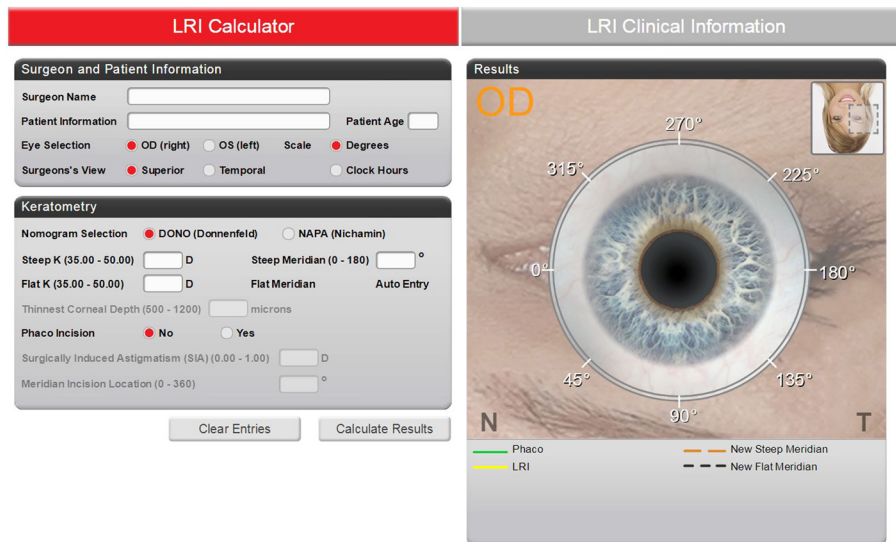 LRI Calculator
LRI Clinical Information
Surgeon and Patient Information
Surgeon Name
Patient Information Patient Age
Eye Selection OD (right) OS (left) Scale Degrees
Surgeons's View Superior Temporal Clock Hours
Keratometry
Nomogram Selection DONO (Donnenfeld) NAPA (Nichamin)
Steep K (35.00 - 50.00) D Steep Meridian (0 - 180) °
Flat K (35.00 - 50.00) D Flat Meridian Auto Entry
Thinnest Corneal Depth (500 - 1200) microns
Phaco Incision No Yes
Surgically Induced Astigmatism (SIA) (0.00 - 1.00) D
Meridian Incision Location (0 - 360) °
Clear Entries Calculate Results
Results
OD
270°
315° 225°
0° 180°
45° 135°
90°
N T
Phaco New Steep Meridian
LRI New Flat Meridian